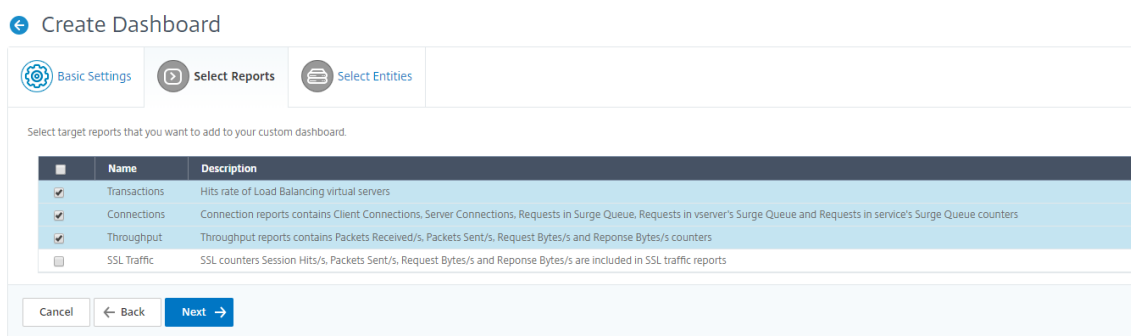 Create Dashboard
Basic Settings
Select Reports
Select Entities
Select target reports that you want to add to your custom dashboard.
Name Description
Transactions Hits rate of Load Balancing virtual servers
Connections Connection reports contains Client Connections, Server Connections, Requests in Surge Queue, Requests in vserver's Surge Queue and Requests in service's Surge Queue counters
Throughput Throughput reports contains Packets Received/s, Packets Sent/s, Request Bytes/s and Reponse Bytes/s counters
SSL Traffic SSL counters Session Hits/s, Packets Sent/s, Request Bytes/s and Reponse Bytes/s are included in SSL traffic reports
Cancel
Back
Next